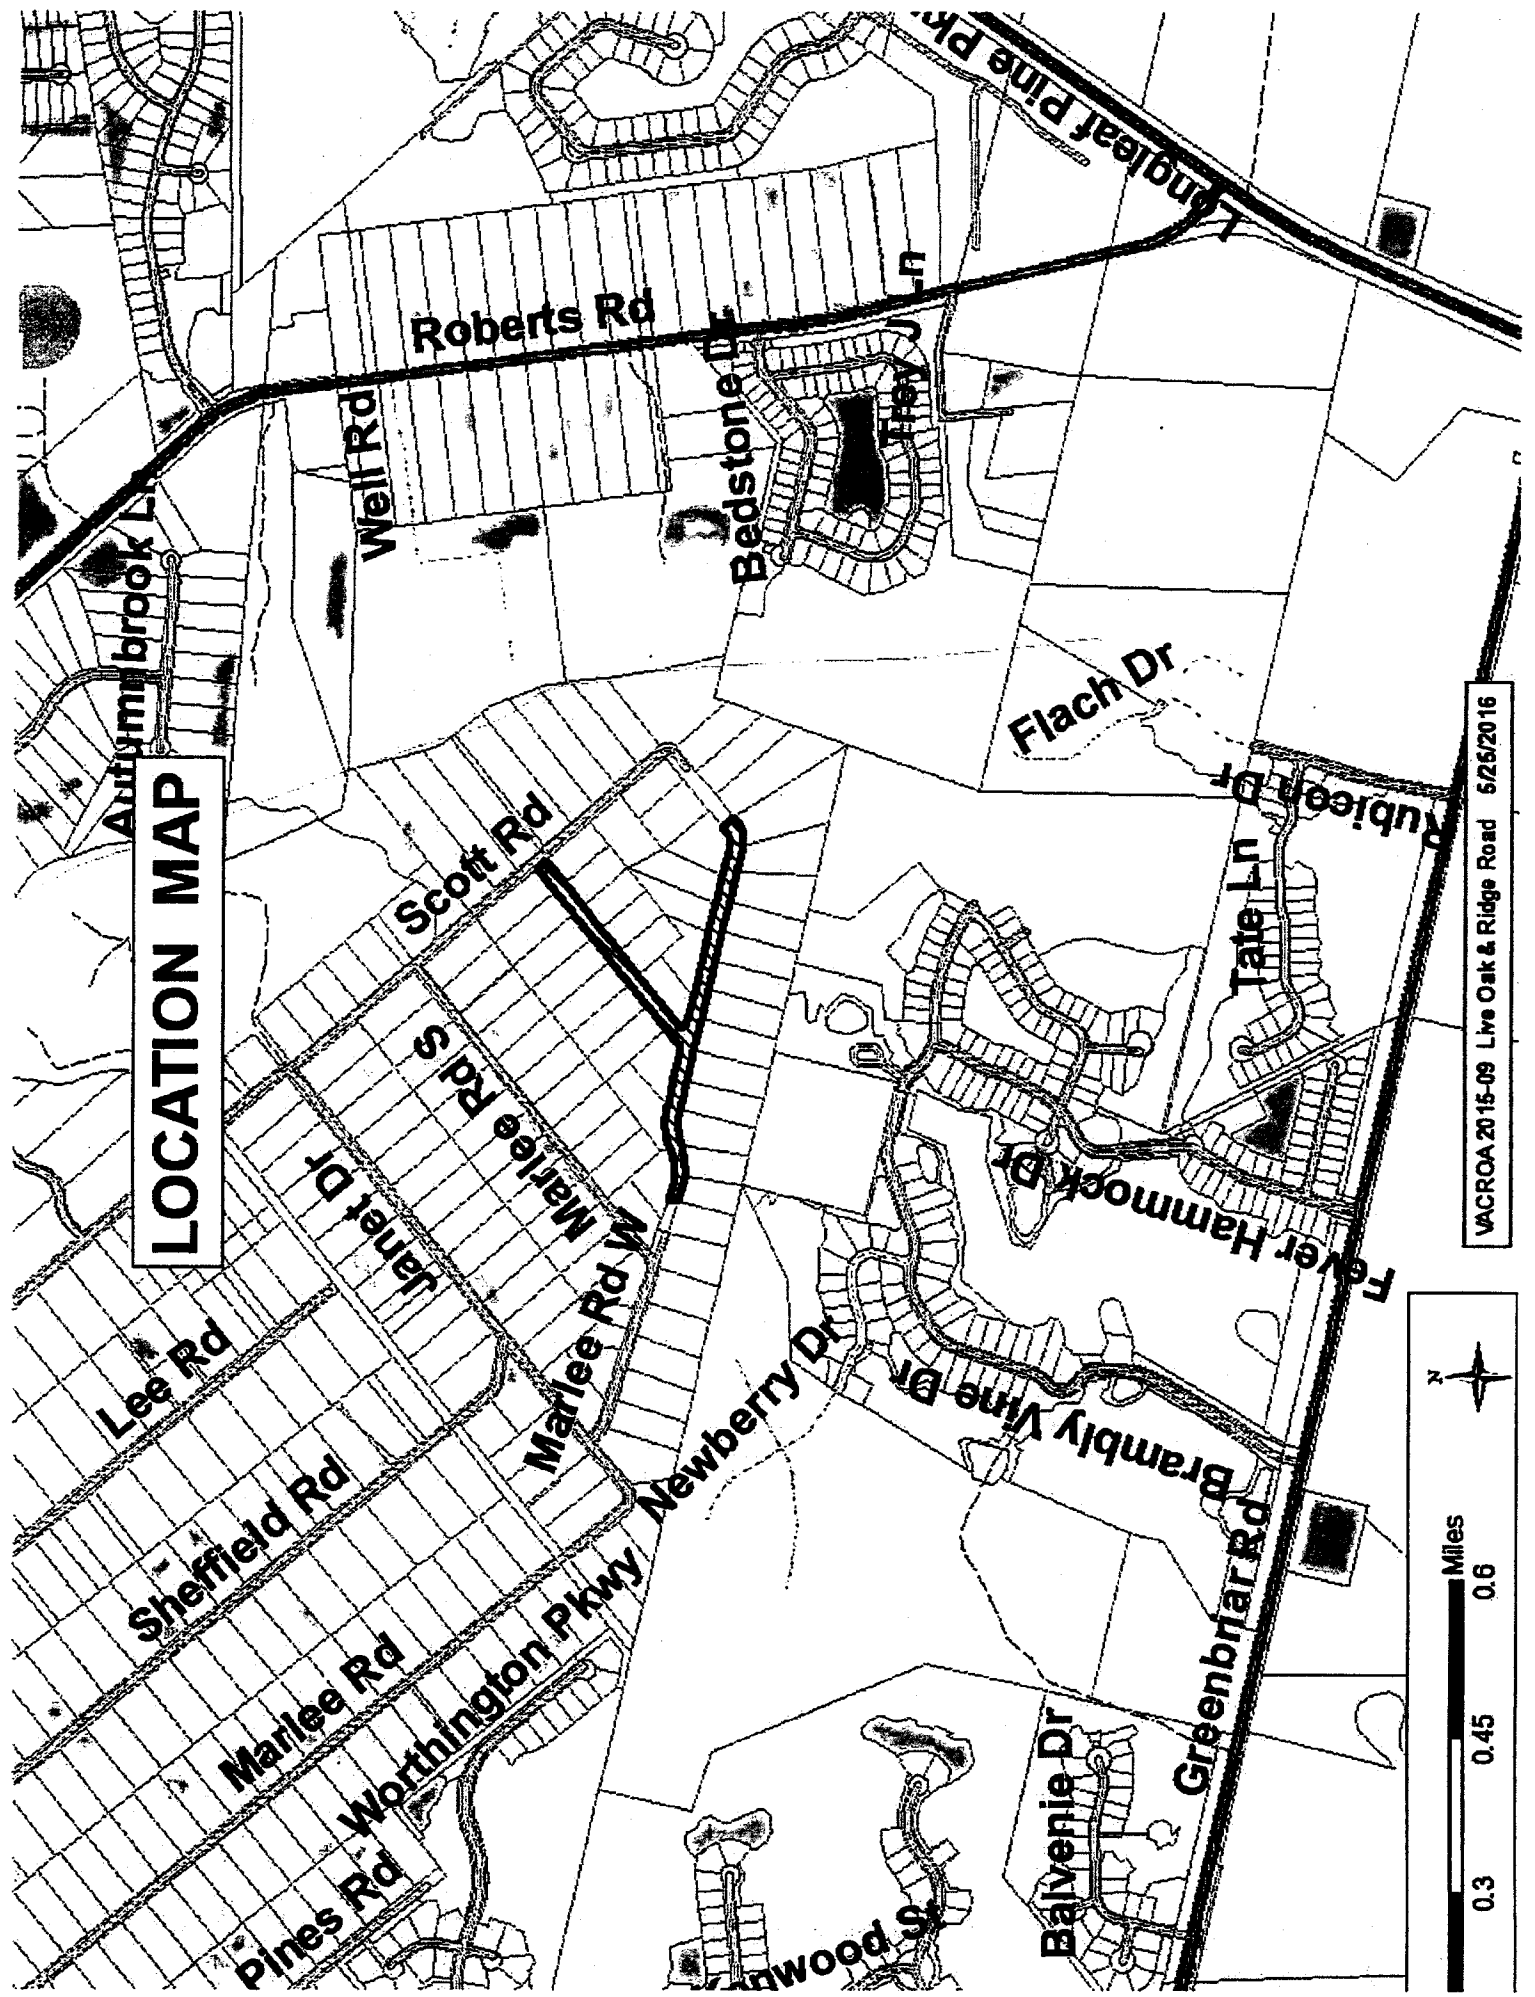 LOCATION MAP
Autumnbrook Ln
Roberts Rd
Well Rd
Bedstone Dr
Trey Ln
Longleaf Pine
Flach Dr
Rubicon Dr
Tate Ln
Scott Rd
Marlee Rd S
Janet Dr
Marlee Rd W
Lee Rd
Sheffield Rd
Marlee Rd
Worthington Pkwy
Pines Rd
Newberry Dr
Fever Hammock Dr
Brambly Vine Dr
Greenbriar Rd
Balvenie Dr
N
0.3 0.45 0.6
Miles
VACROA 2015-09 Live Oak & Ridge Road 5/25/2016